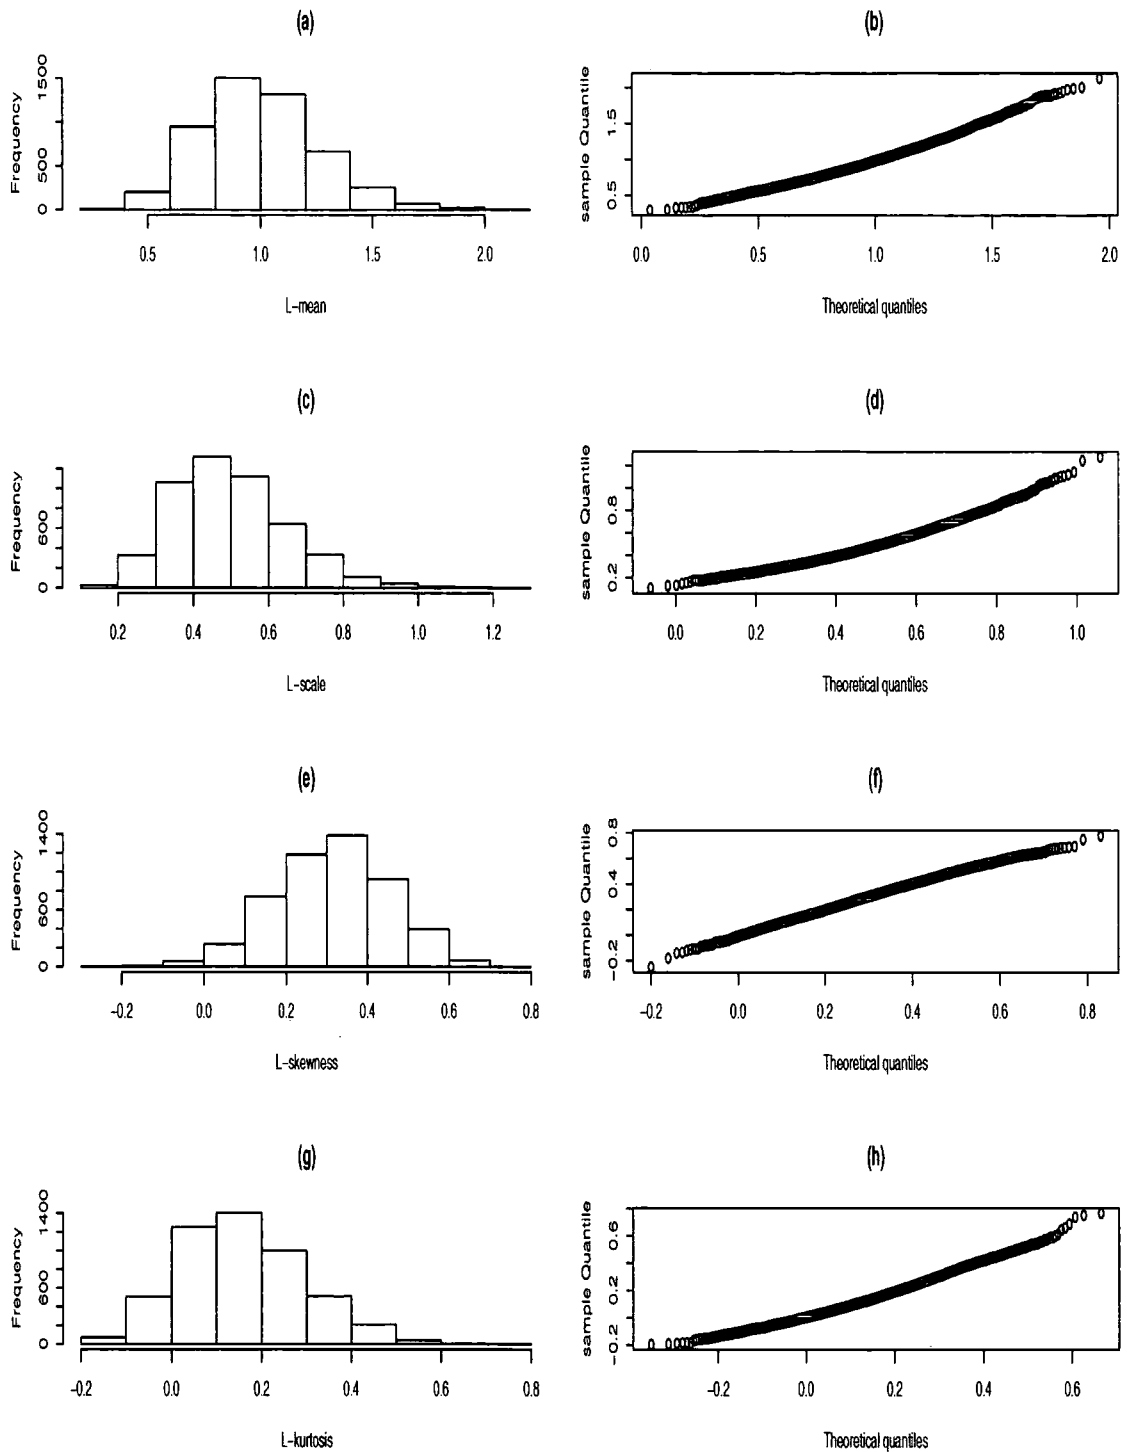 (a)
Frequency
0 500 1500
0.5 1.0 1.5 2.0
L-mean
(b)
sample Quantile
0.5 1.5
0.0 0.5 1.0 1.5 2.0
Theoretical quantiles
(c)
Frequency
0 600
0.2 0.4 0.6 0.8 1.0 1.2
L-scale
(d)
sample Quantile
0.2 0.8
0.0 0.2 0.4 0.6 0.8 1.0
Theoretical quantiles
(e)
Frequency
0 600 1400
-0.2 0.0 0.2 0.4 0.6 0.8
L-skewness
(f)
sample Quantile
-0.2 0.4 0.8
-0.2 0.0 0.2 0.4 0.6 0.8
Theoretical quantiles
(g)
Frequency
0 600 1400
-0.2 0.0 0.2 0.4 0.6 0.8
L-kurtosis
(h)
sample Quantile
-0.2 0.2 0.6
-0.2 0.0 0.2 0.4 0.6
Theoretical quantiles